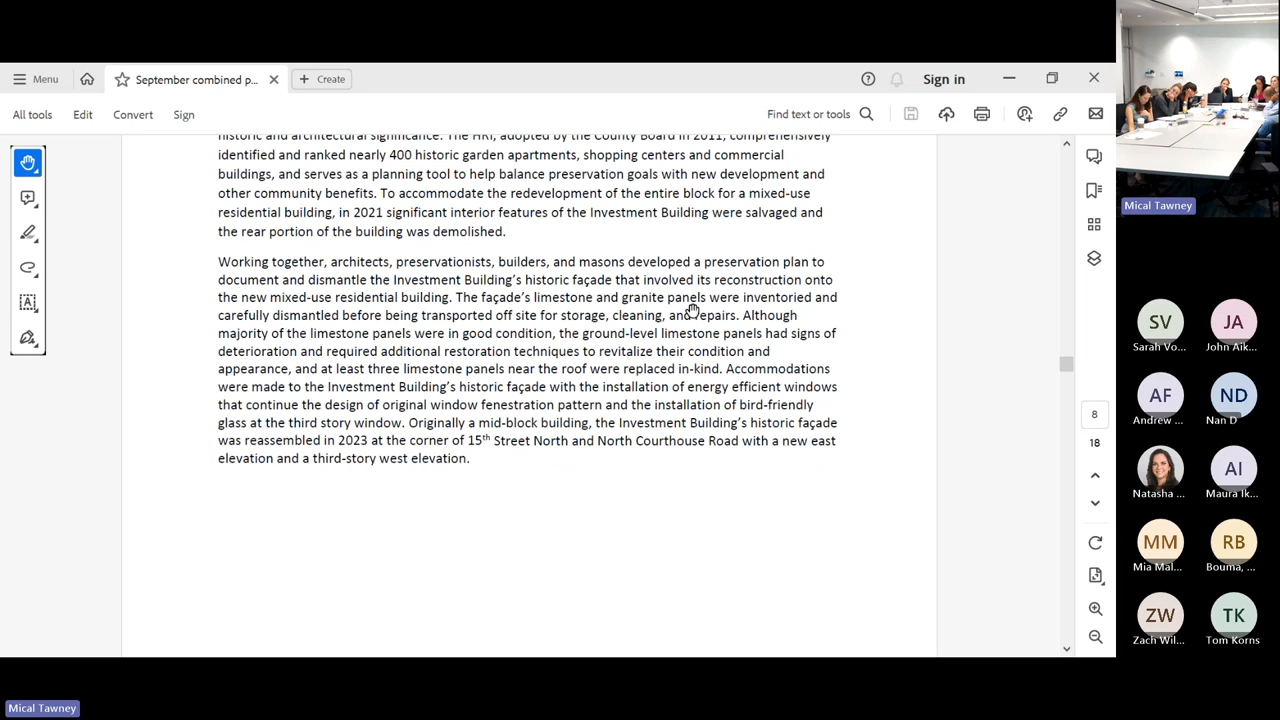 Menu
September combined p...
Create
Sign in
All tools
Edit
Convert
Sign
Find text or tools
historic and architectural significance. The HRI, adopted by the County Board in 2011, comprehensively
identified and ranked nearly 400 historic garden apartments, shopping centers and commercial
buildings, and serves as a planning tool to help balance preservation goals with new development and
other community benefits. To accommodate the redevelopment of the entire block for a mixed-use
residential building, in 2021 significant interior features of the Investment Building were salvaged and
the rear portion of the building was demolished.
Working together, architects, preservationists, builders, and masons developed a preservation plan to
document and dismantle the Investment Building's historic façade that involved its reconstruction onto
the new mixed-use residential building. The façade's limestone and granite panels were inventoried and
carefully dismantled before being transported off site for storage, cleaning, and repairs. Although
majority of the limestone panels were in good condition, the ground-level limestone panels had signs of
deterioration and required additional restoration techniques to revitalize their condition and
appearance, and at least three limestone panels near the roof were replaced in-kind. Accommodations
were made to the Investment Building's historic façade with the installation of energy efficient windows
that continue the design of original window fenestration pattern and the installation of bird-friendly
glass at the third story window. Originally a mid-block building, the Investment Building's historic façade
was reassembled in 2023 at the corner of 15th Street North and North Courthouse Road with a new east
elevation and a third-story west elevation.
8
18
Mical Tawney
SV
JA
Sarah Vo...
John Aik...
AF
ND
Andrew ...
Nan D
AI
Natasha ...
Maura Ik...
MM
RB
Mia Mal...
Bouma, ...
ZW
TK
Zach Wil...
Tom Korns
Mical Tawney